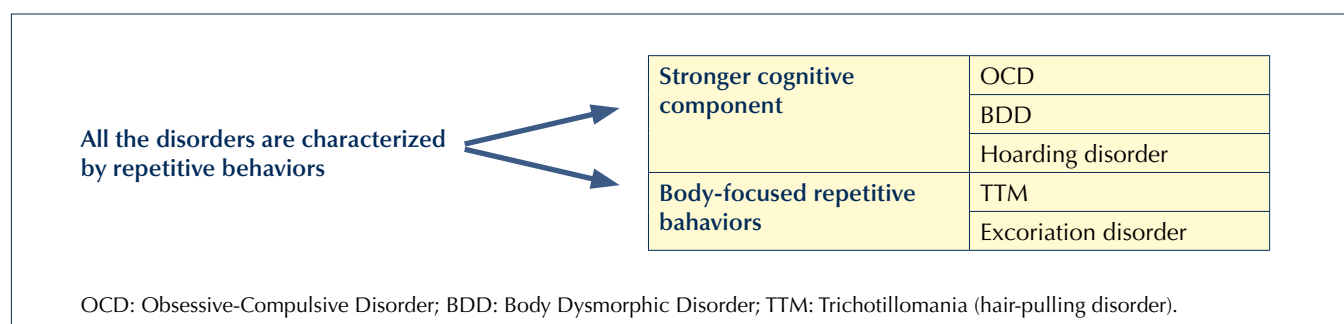 All the disorders are characterized
by repetitive behaviors
Stronger cognitive
component
OCD
BDD
Hoarding disorder
Body-focused repetitive
bahaviors
TTM
Excoriation disorder
OCD: Obsessive-Compulsive Disorder; BDD: Body Dysmorphic Disorder; TTM: Trichotillomania (hair-pulling disorder).